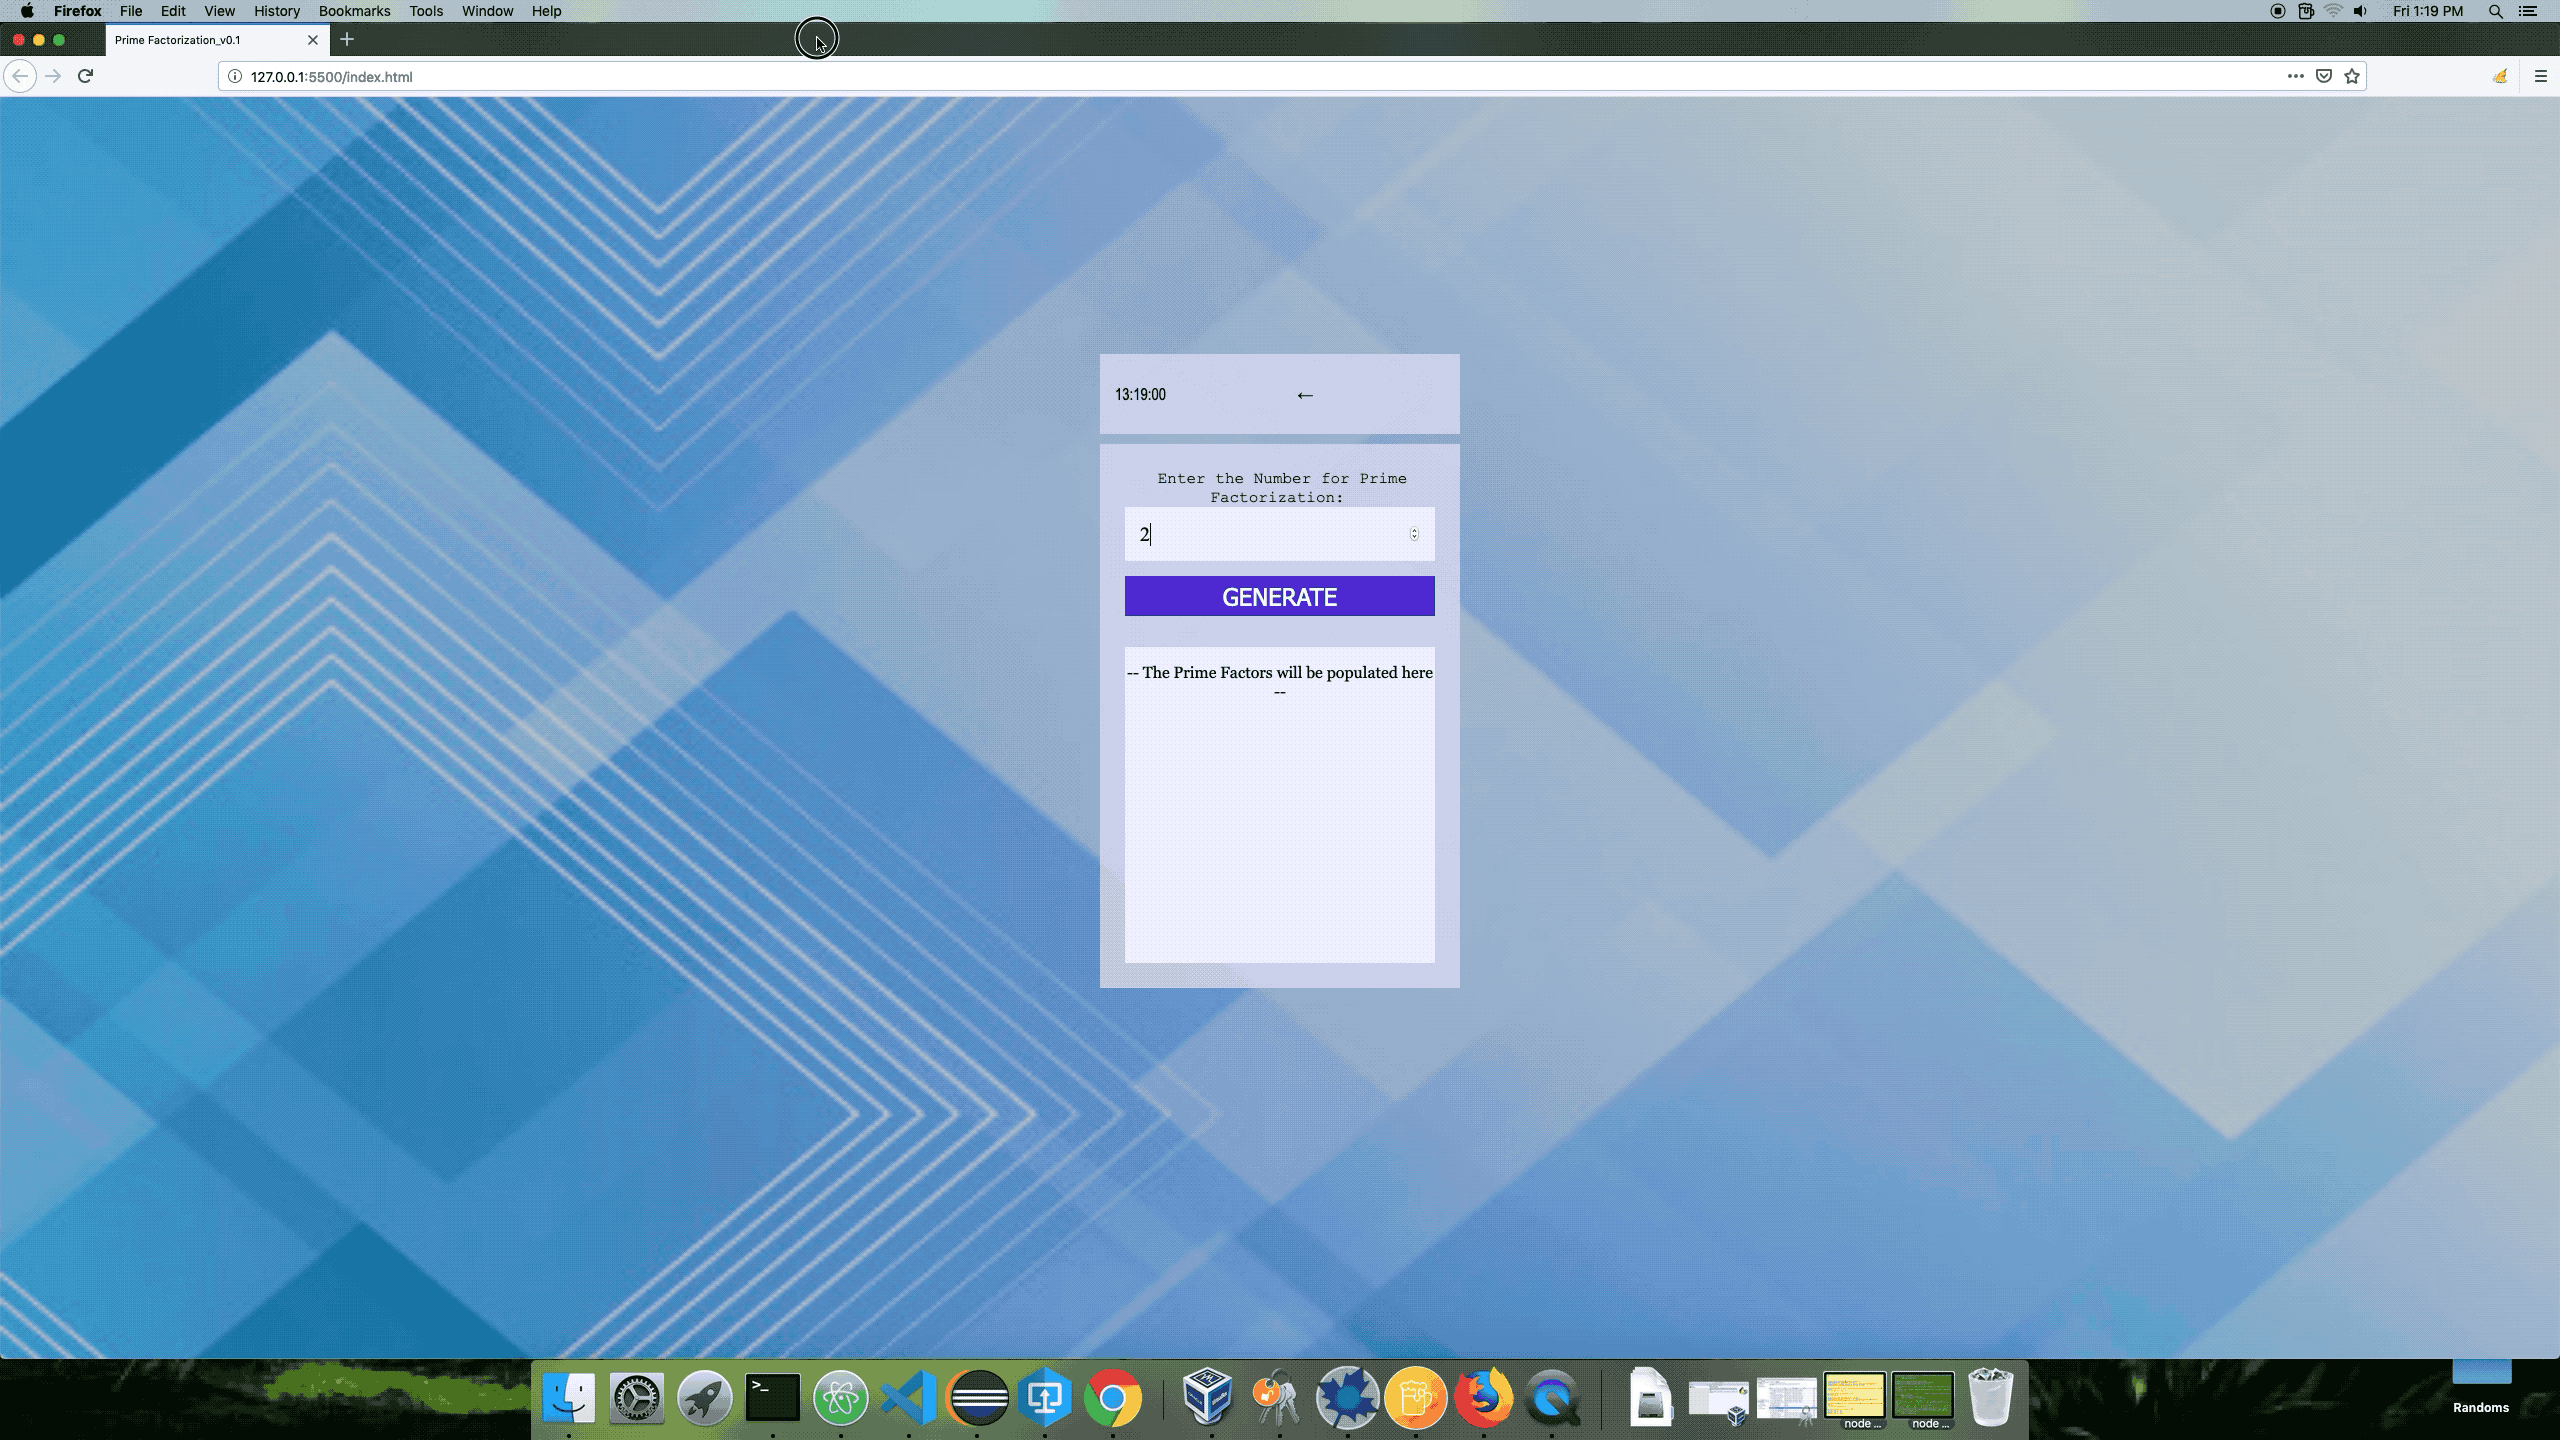 Firefox File Edit View History Bookmarks Tools Window Help Fri 1:19 PM
Prime Factorization_v0.1
127.0.0.1:5500/index.html
13:19:00 ←
Enter the Number for Prime
Factorization:
2
GENERATE
-- The Prime Factors will be populated here
--
>_
node ... node ...
Randoms